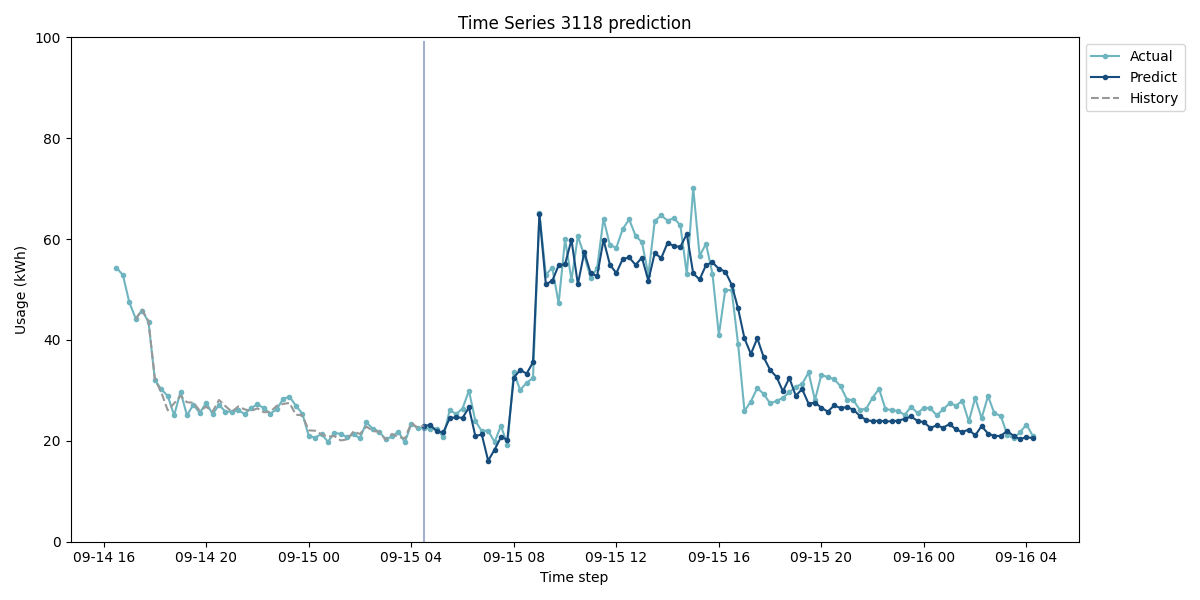 Time Series 3118 prediction
Actual
Predict
History
Usage (kWh)
100
80
60
40
20
0
09-14 16 09-14 20 09-15 00 09-15 04 09-15 08 09-15 12 09-15 16 09-15 20 09-16 00 09-16 04
Time step